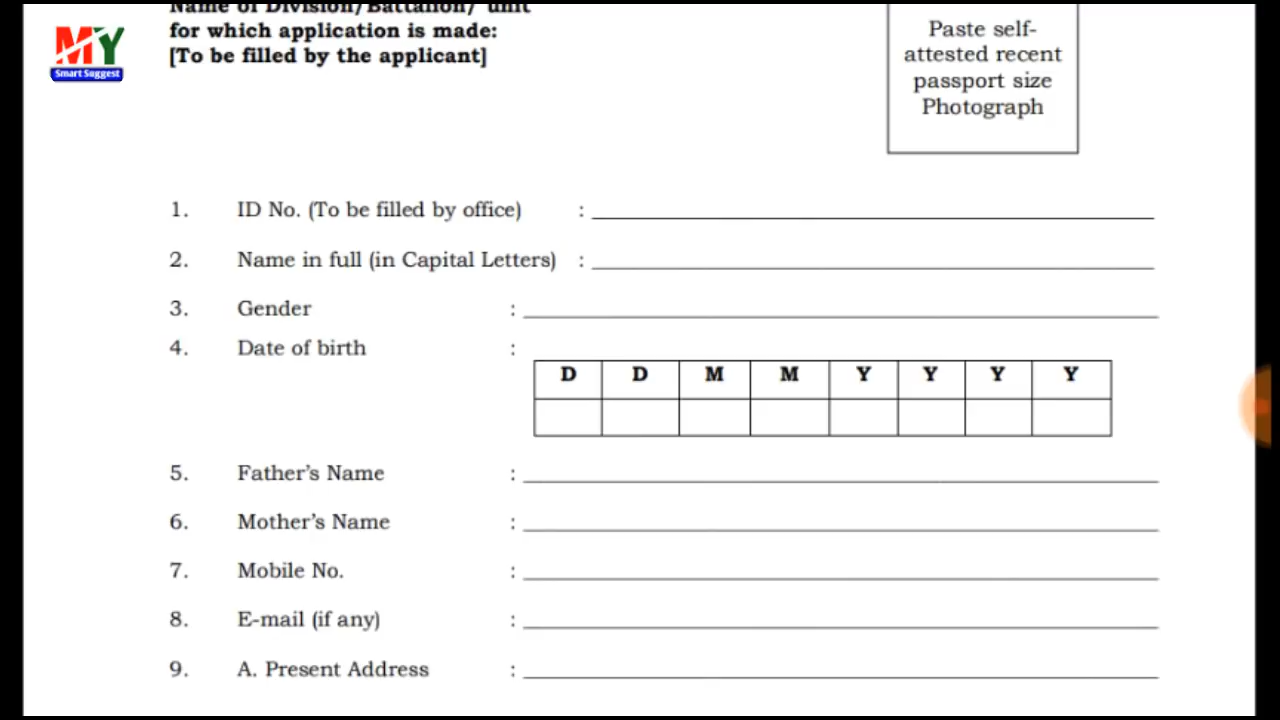 Name of Division/Battalion/ unit
for which application is made:
[To be filled by the applicant]
MY
Smart Suggest
Paste self-
attested recent
passport size
Photograph
1. ID No. (To be filled by office) :
2. Name in full (in Capital Letters) :
3. Gender :
4. Date of birth :
D D M M Y Y Y Y
5. Father's Name :
6. Mother's Name :
7. Mobile No. :
8. E-mail (if any) :
9. A. Present Address :